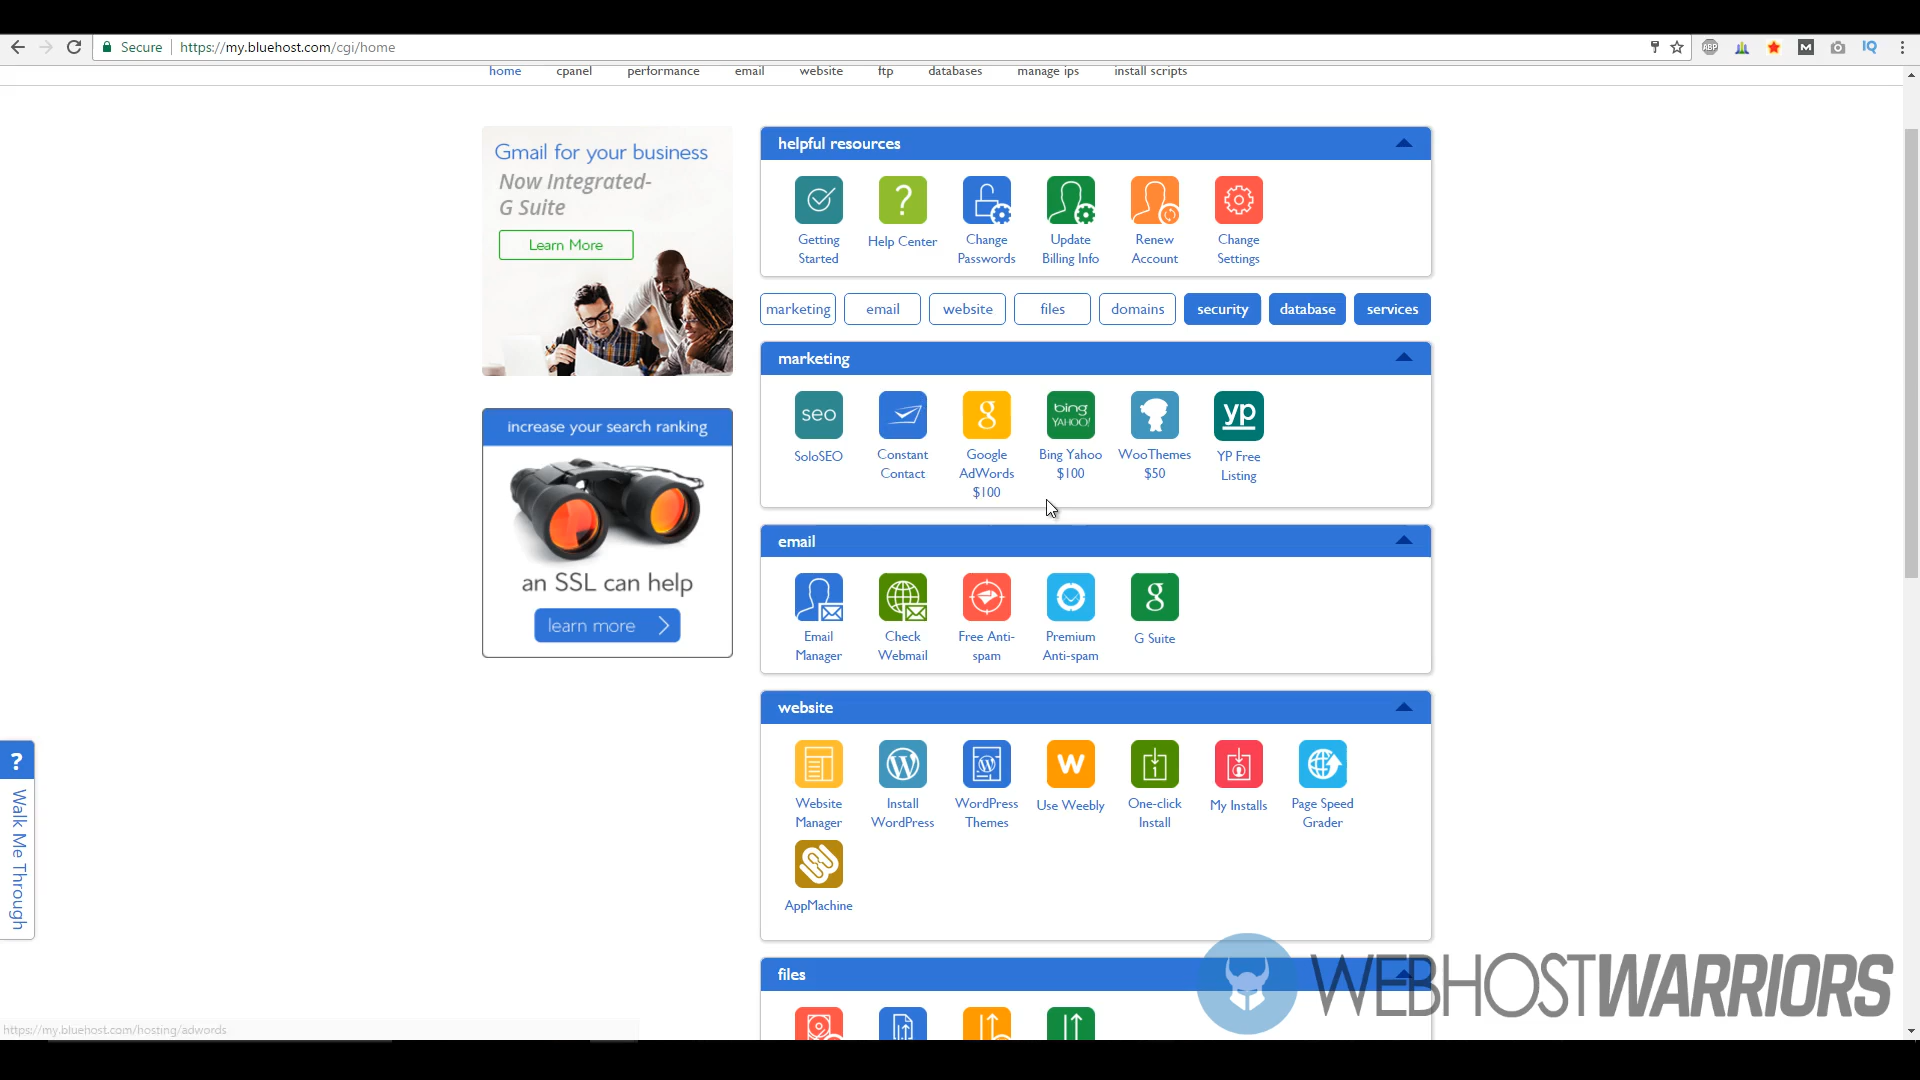 Secure https://my.bluehost.com/cgi/home
ABP
M
IQ
home cpanel performance email website ftp databases manage ips install scripts
Gmail for your business
Now Integrated-
G Suite
Learn More
increase your search ranking
an SSL can help
learn more
helpful resources
?
Getting Started
Help Center
Change Passwords
Update Billing Info
Renew Account
Change Settings
marketing email website files domains security database services
marketing
seo
g
bing YAHOO!
yp
SoloSEO
Constant Contact
Google AdWords $100
Bing Yahoo $100
WooThemes $50
YP Free Listing
email
g
Email Manager
Check Webmail
Free Anti-spam
Premium Anti-spam
G Suite
website
W
W
W
1
Website Manager
Install WordPress
WordPress Themes
Use Weebly
One-click Install
My Installs
Page Speed Grader
AppMachine
files
? Walk Me Through
WEBHOSTWARRIORS
https://my.bluehost.com/hosting/adwords